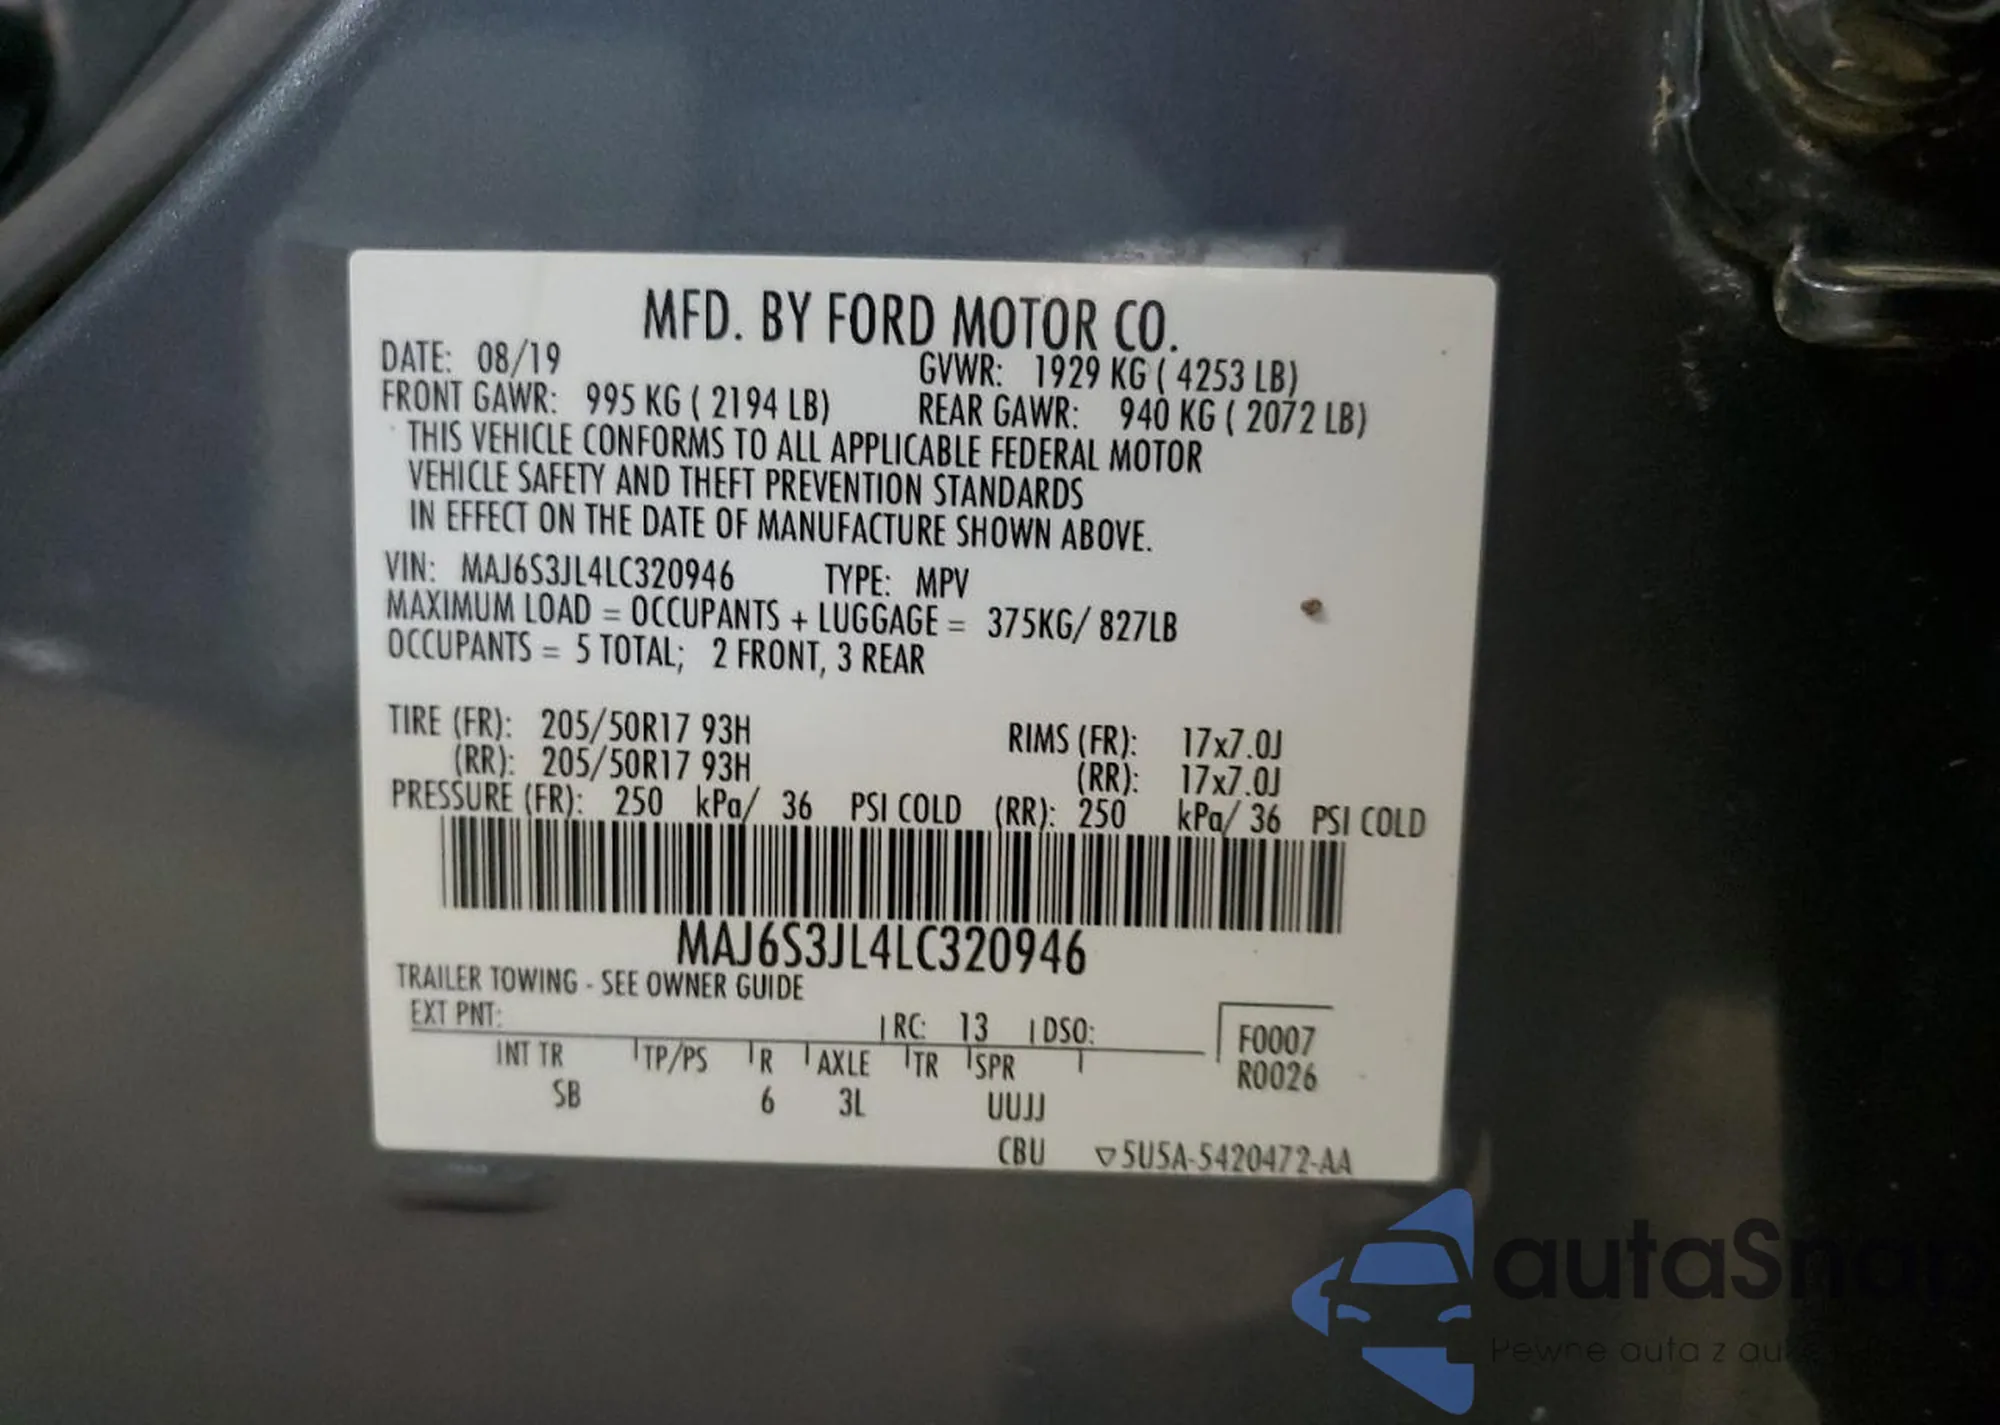 MFD. BY FORD MOTOR CO.
DATE: 08/19 GVWR: 1929 KG ( 4253 LB)
FRONT GAWR: 995 KG ( 2194 LB) REAR GAWR: 940 KG ( 2072 LB)
THIS VEHICLE CONFORMS TO ALL APPLICABLE FEDERAL MOTOR
VEHICLE SAFETY AND THEFT PREVENTION STANDARDS
IN EFFECT ON THE DATE OF MANUFACTURE SHOWN ABOVE.
VIN: MAJ6S3JL4LC320946 TYPE: MPV
MAXIMUM LOAD = OCCUPANTS + LUGGAGE = 375KG/ 827LB
OCCUPANTS = 5 TOTAL; 2 FRONT, 3 REAR
TIRE (FR): 205/50R17 93H RIMS (FR): 17x7.0J
(RR): 205/50R17 93H (RR): 17x7.0J
PRESSURE (FR): 250 kPa/ 36 PSI COLD (RR): 250 kPa/ 36 PSI COLD
MAJ6S3JL4LC320946
TRAILER TOWING - SEE OWNER GUIDE
EXT PNT: RC: 13 DSO: F0007
INT TR TP/PS R AXLE TR SPR R0026
SB 6 3L UUJJ
CBU 5U5A-5420472-AA
autaSnap
Pewne auta z